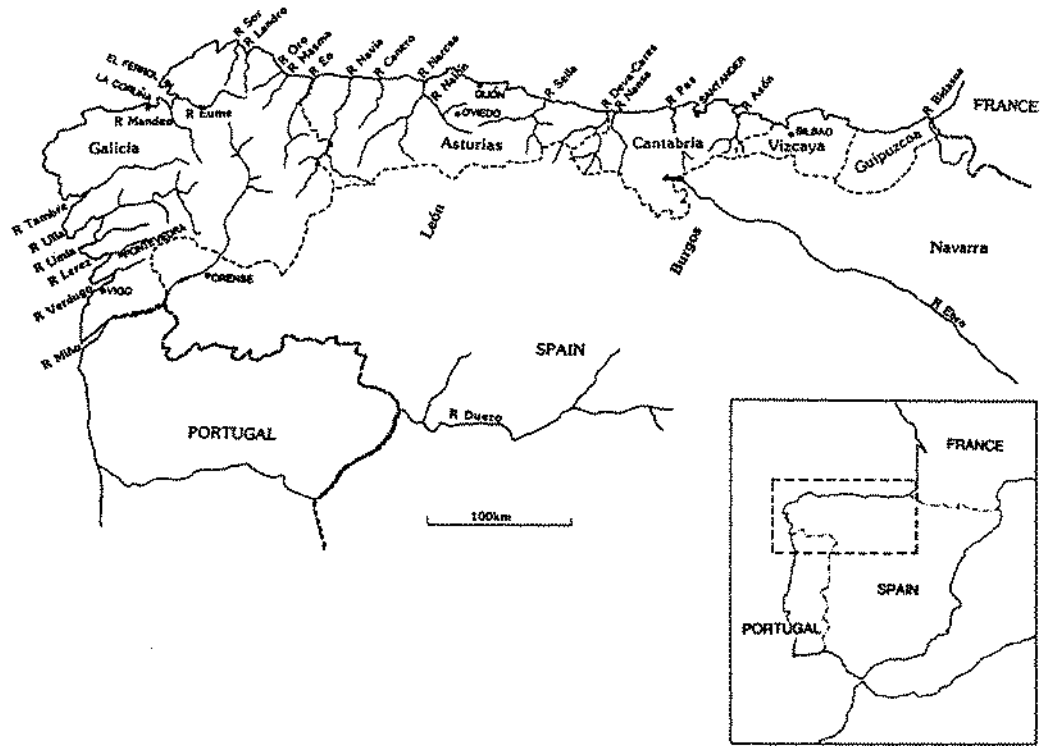 R Sor
R Landro
R Oro
R Masma
R Eo
R Navia
R Canero
R Narcea
R Nalón
R Sella
R Deva-Cares
R Nansa
R Pas
SANTANDER
R Asón
R Bidasoa
FRANCE
EL FERROL
LA CORUÑA
R Mandeo
R Eume
GIJÓN
OVIEDO
BILBAO
Galicia
Asturias
Cantabria
Vizcaya
Guipuzcoa
R Tambre
R Ulla
R Umia
R Lerez
PONTEVEDRA
R Verdugo
VIGO
ORENSE
R Miño
León
Burgos
Navarra
R Ebro
SPAIN
R Duero
PORTUGAL
100km
FRANCE
SPAIN
PORTUGAL